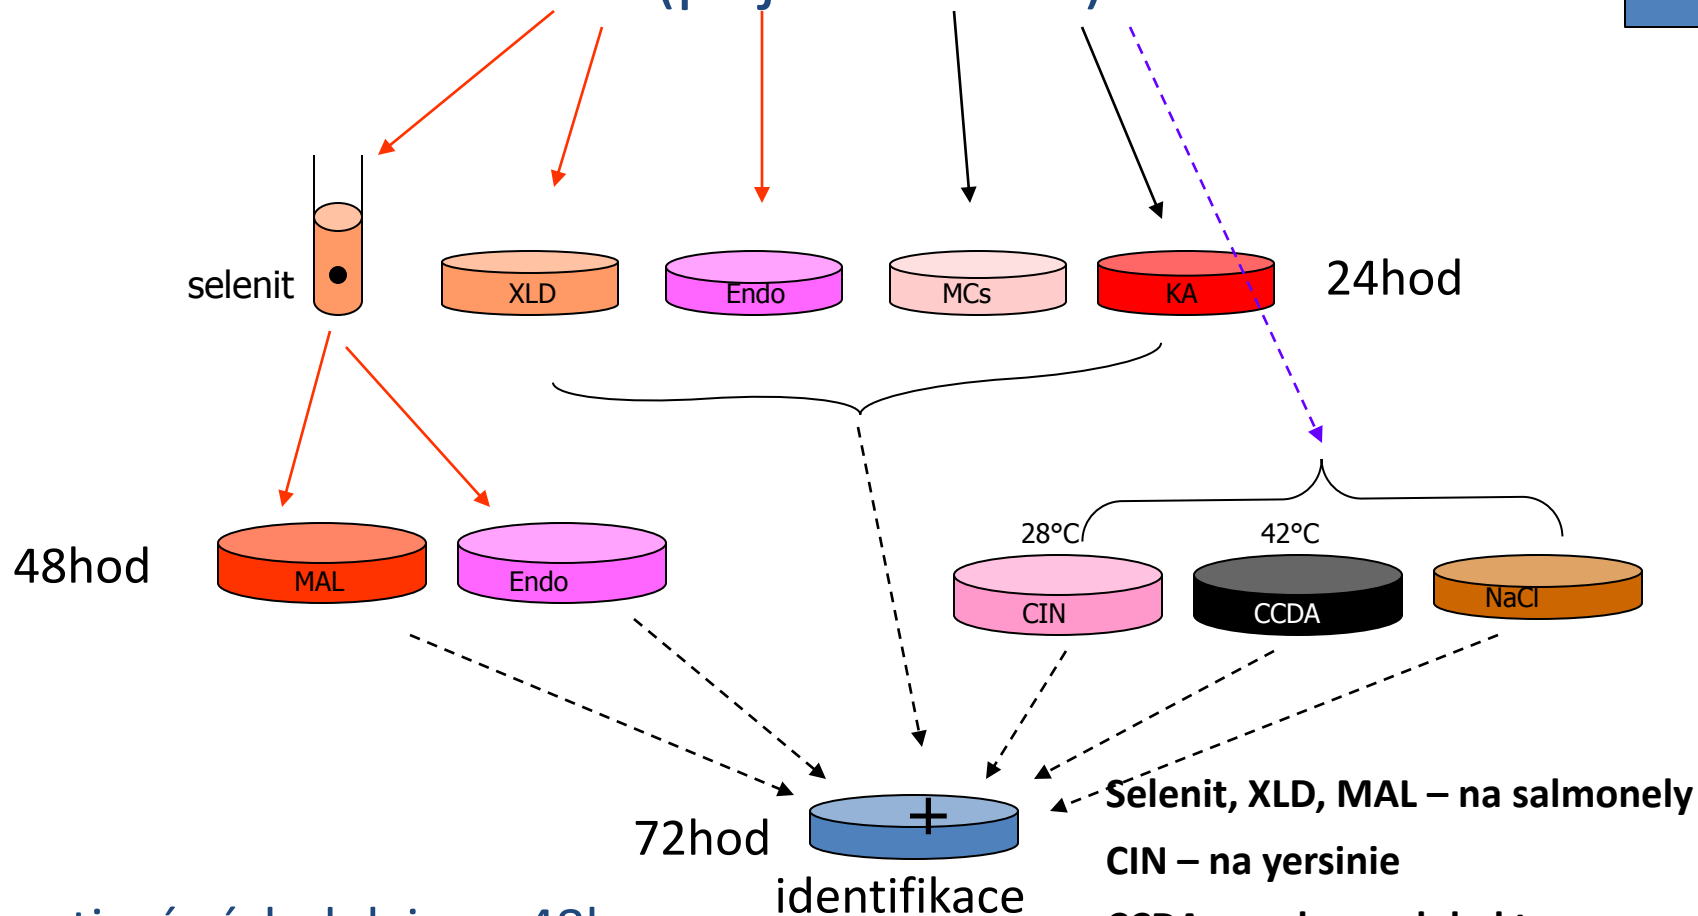 selenit
XLD
Endo
MCs
KA
24hod
48hod
MAL
Endo
28°C
42°C
CIN
CCDA
NaCl
72hod
identifikace
Selenit, XLD, MAL – na salmonely
CIN – na yersinie